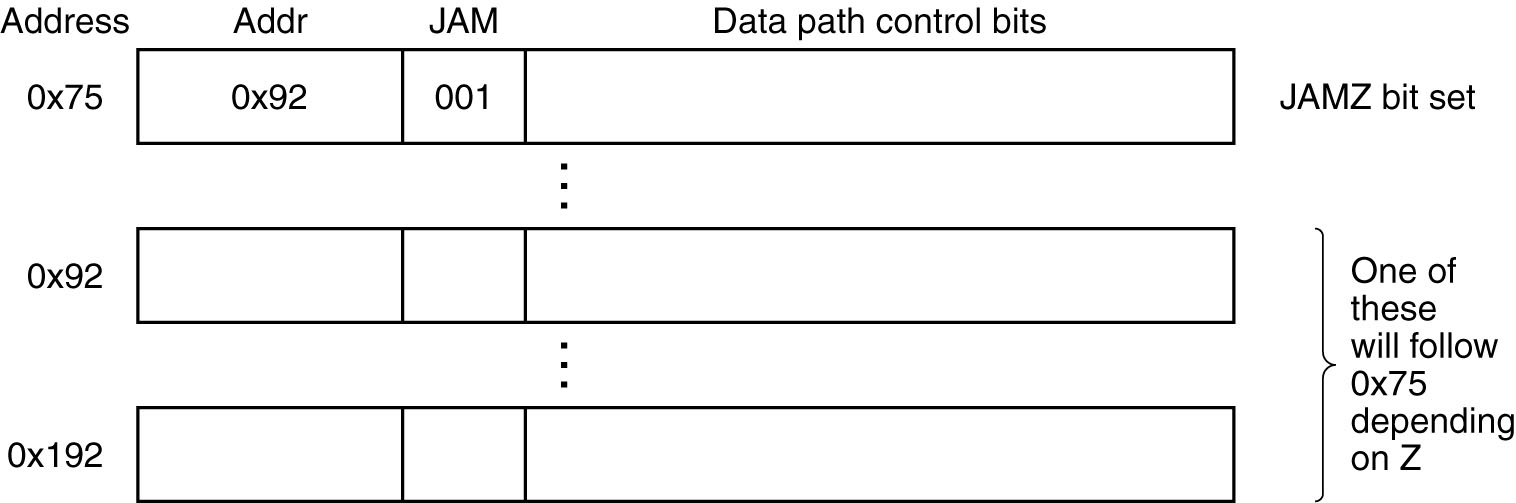 Address Addr JAM Data path control bits
0x75 0x92 001 JAMZ bit set
0x92
0x192
One of
these
will follow
0x75
depending
on Z